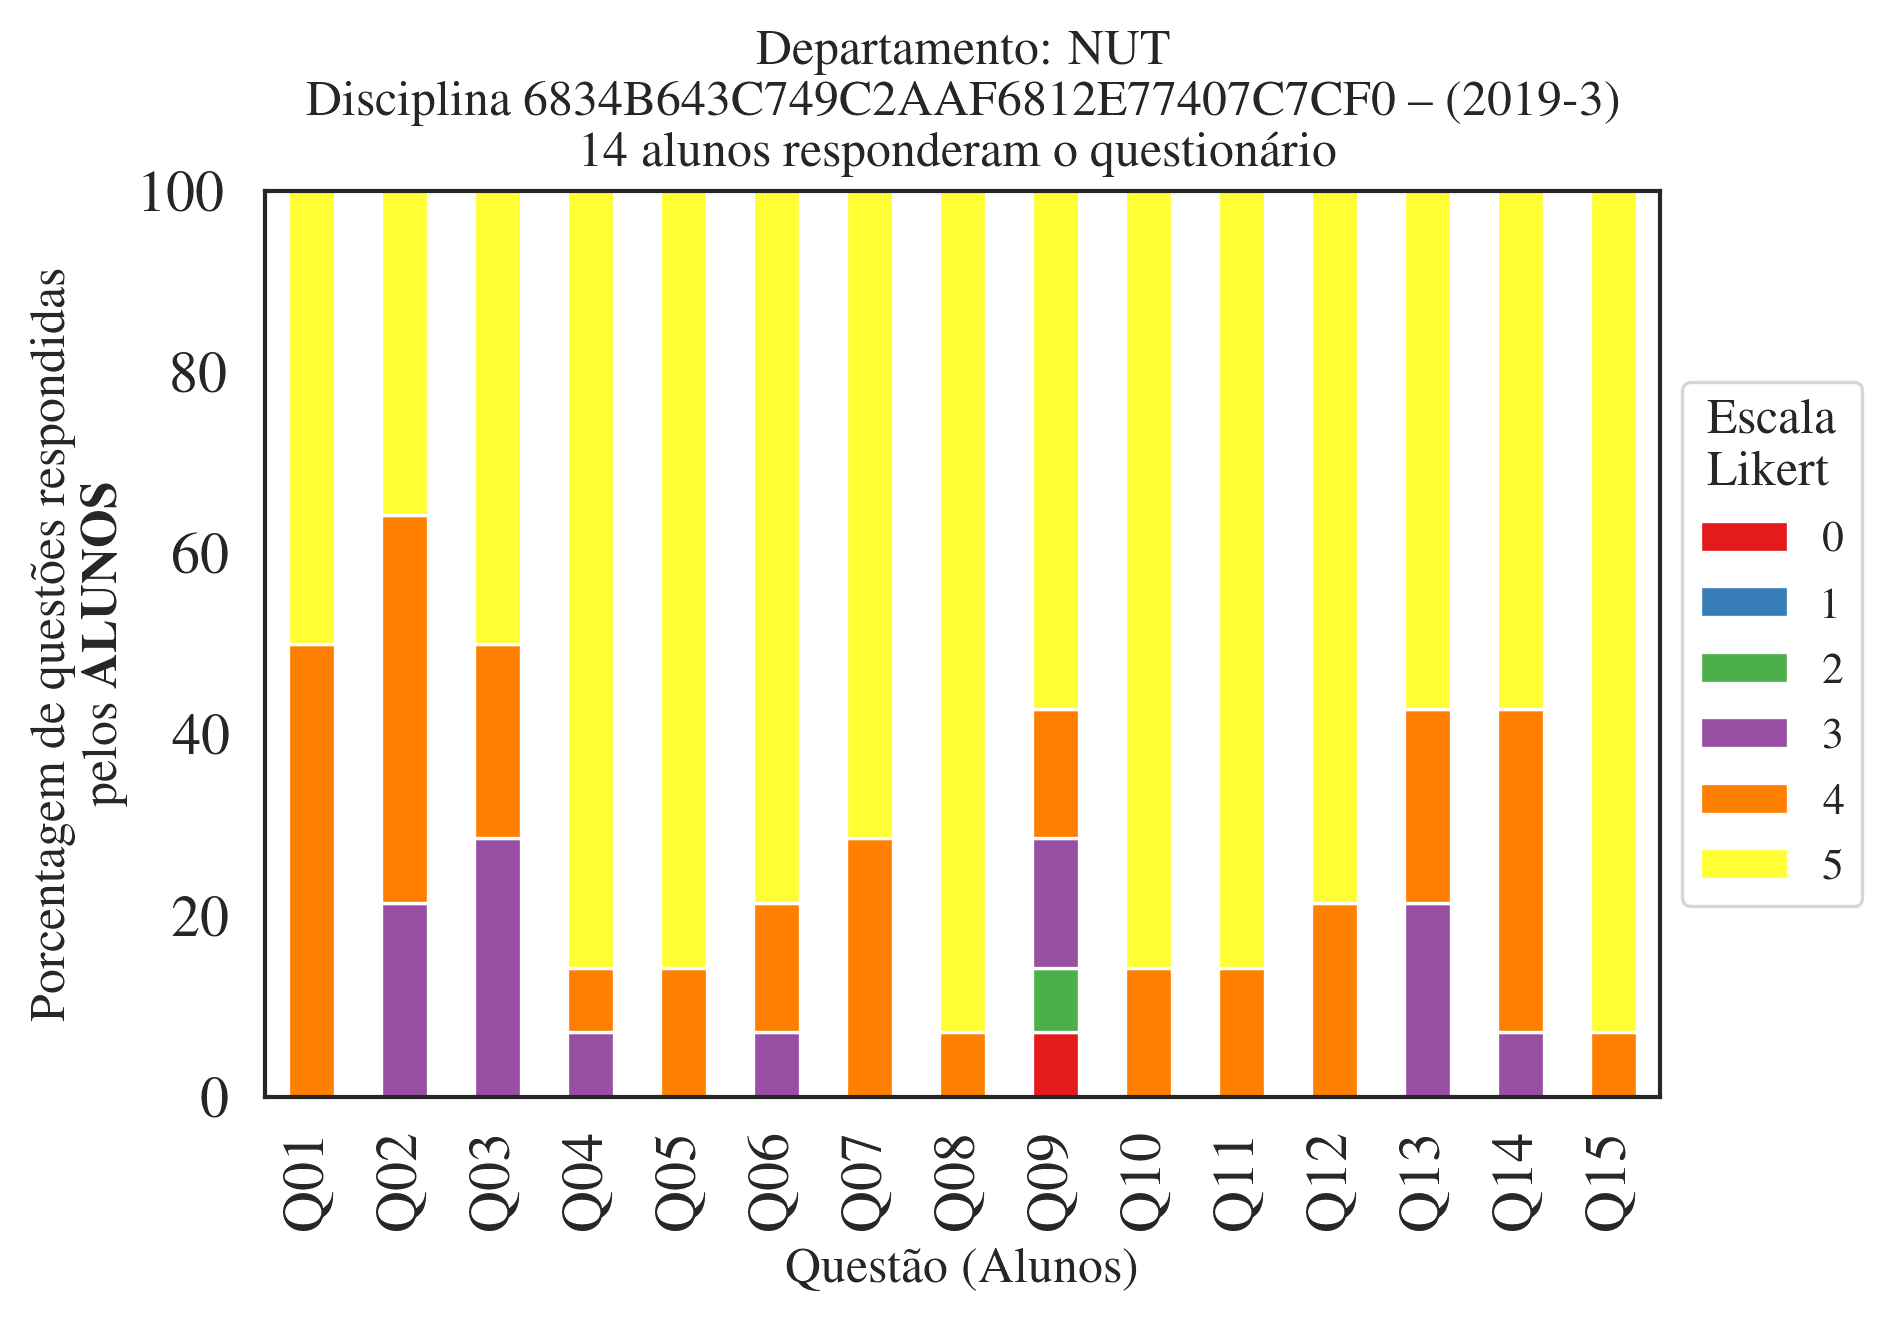 Departamento: NUT
Disciplina 6834B643C749C2AAF6812E77407C7CF0 – (2019-3)
14 alunos responderam o questionário
Porcentagem de questões respondidas
pelos ALUNOS
100
80
60
40
20
0
Q01 Q02 Q03 Q04 Q05 Q06 Q07 Q08 Q09 Q10 Q11 Q12 Q13 Q14 Q15
Questão (Alunos)
Escala
Likert
0
1
2
3
4
5